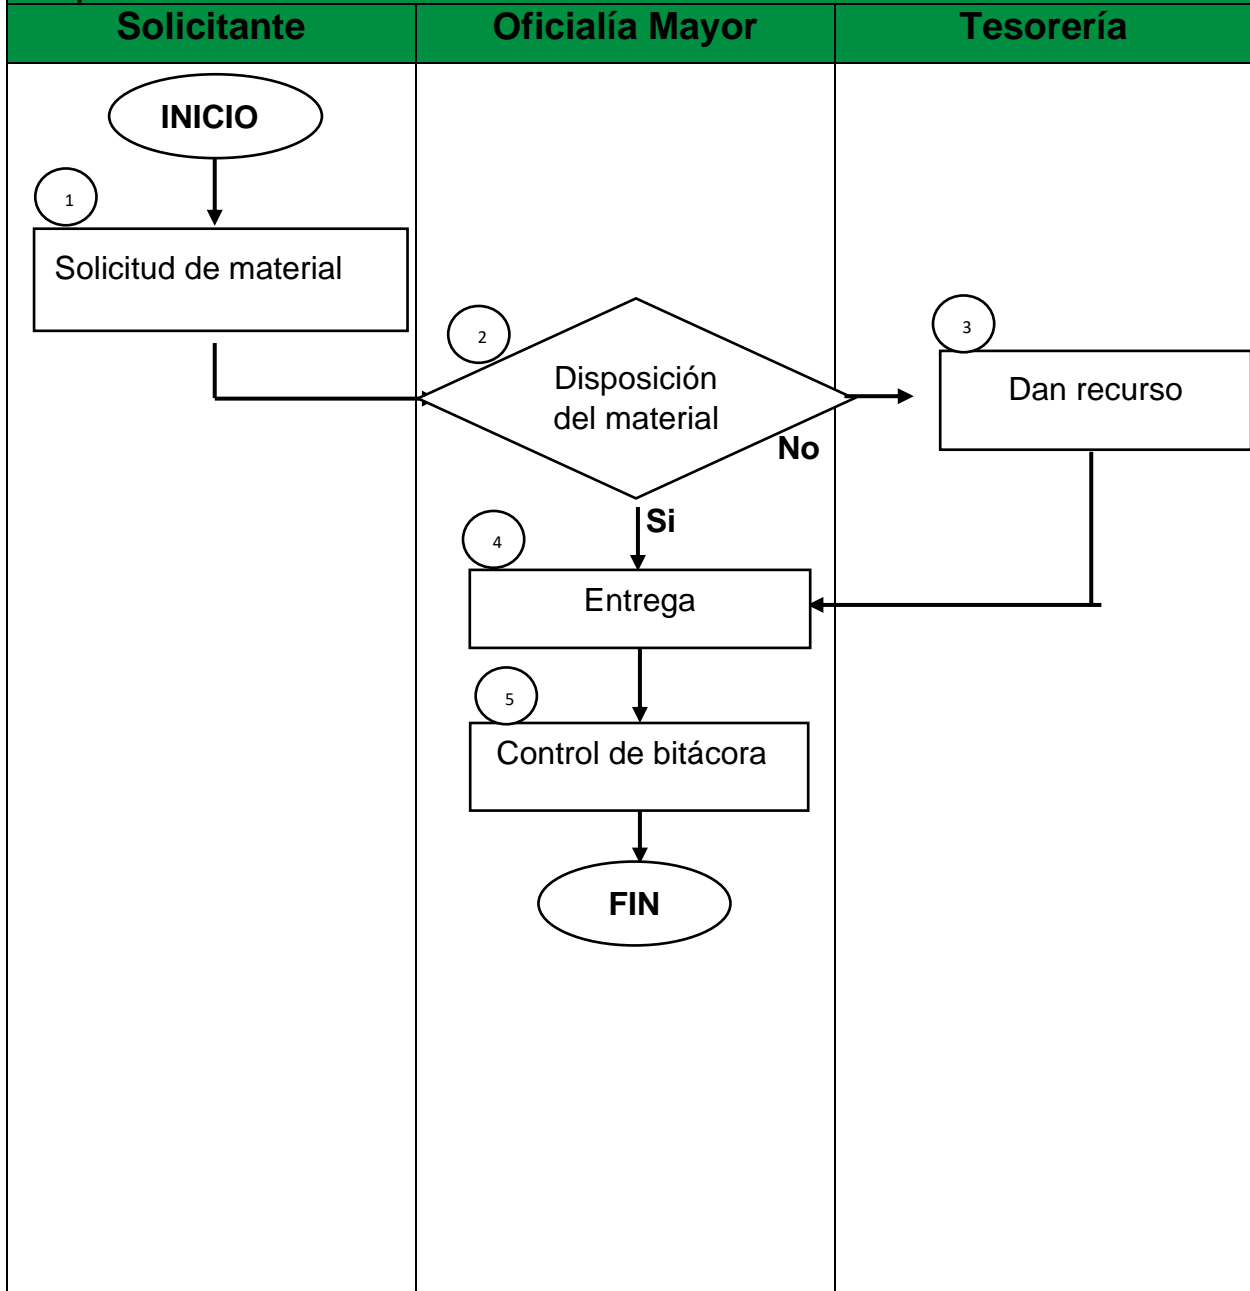 Solicitante
Oficialía Mayor
Tesorería
INICIO
1
Solicitud de material
2
Disposición
del material
No
3
Dan recurso
Si
4
Entrega
5
Control de bitácora
FIN